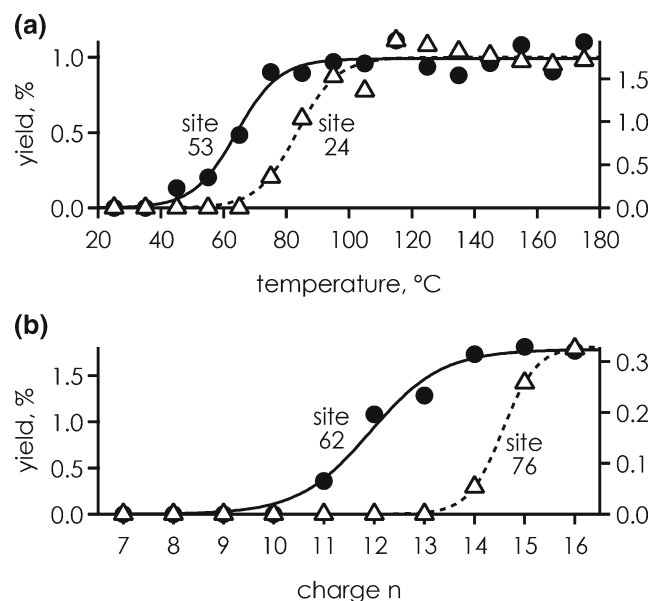 (a)
yield, %
1.0
0.5
0.0
1.5
1.0
0.5
0.0
site
53
site
24
20 40 60 80 100 120 140 160 180
temperature, ºC
(b)
yield, %
1.5
1.0
0.5
0.0
0.3
0.2
0.1
0.0
site
62
site
76
7 8 9 10 11 12 13 14 15 16
charge n